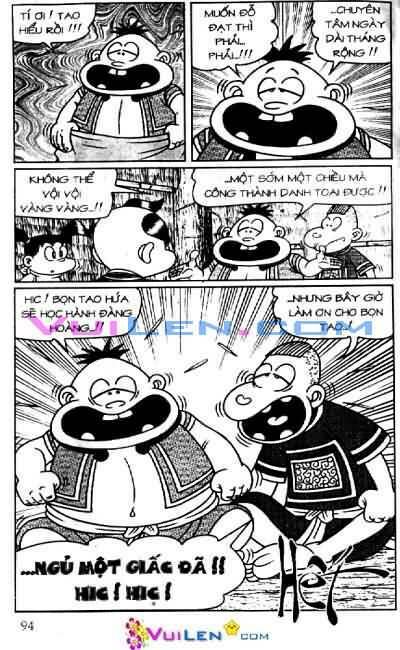 TÍ ƠI ! TAO
HIỂU RỒI !!!
MUỐN ĐỖ
ĐẠT THÌ
PHẢI...
PHẢI..!!!
...CHUYÊN
TÂM NGÀY
DÀI THÁNG
RỘNG !!
KHÔNG THỂ
VỘI VỘI
VÀNG VÀNG..!!
...MỘT SỚM MỘT CHIỀU MÀ
CÔNG THÀNH DANH TOẠI ĐƯỢC !!
HIC ! BỌN TAO HỨA
SẼ HỌC HÀNH ĐÀNG
HOÀNG..!!
...NHƯNG BÂY GIỜ
LÀM ƠN CHO BỌN
TAO...
VUILEN.COM
...NGỦ MỘT GIẤC ĐÃ !!
HIC ! HIC !
HẾT
94
VUILEN.COM